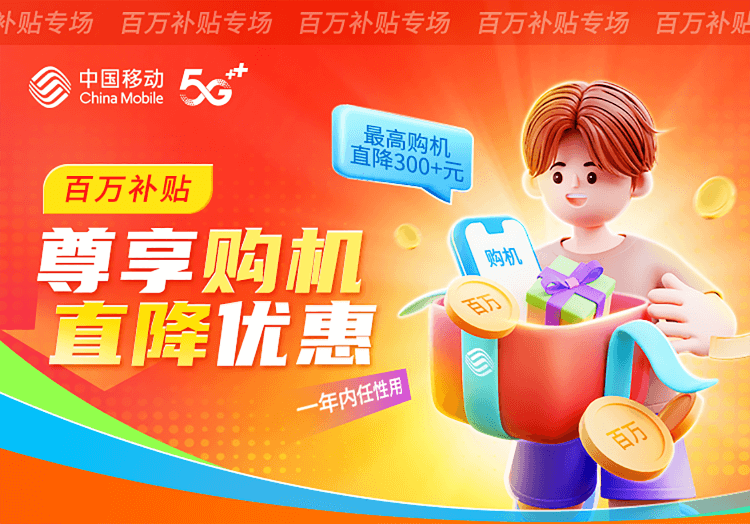 百万补贴专场 百万补贴专场 百万补贴专场 百万补贴专场 百万补贴专场
中国移动
China Mobile
5G++
最高购机
直降300+元
百万补贴
尊享购机
直降优惠
一年内任性用
购机
百万
百万